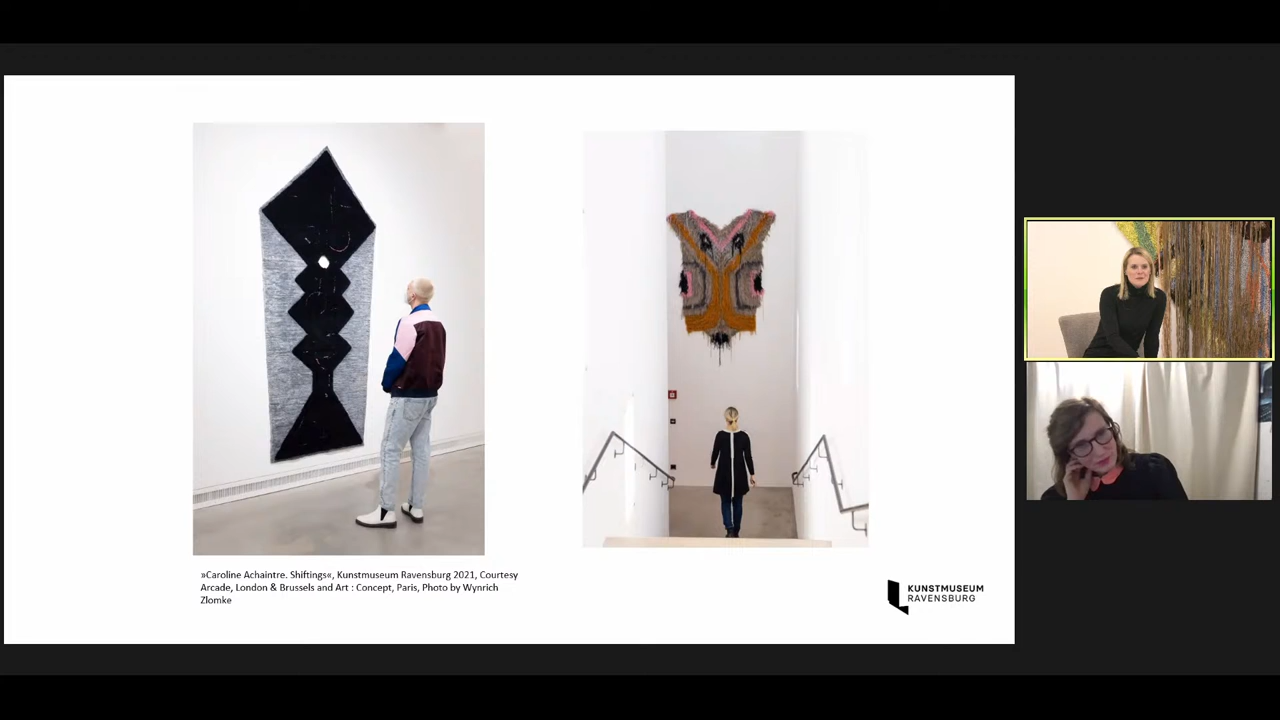 »Caroline Achaintre. Shiftings«, Kunstmuseum Ravensburg 2021, Courtesy
Arcade, London & Brussels and Art : Concept, Paris, Photo by Wynrich
Zlomke
KUNSTMUSEUM
RAVENSBURG